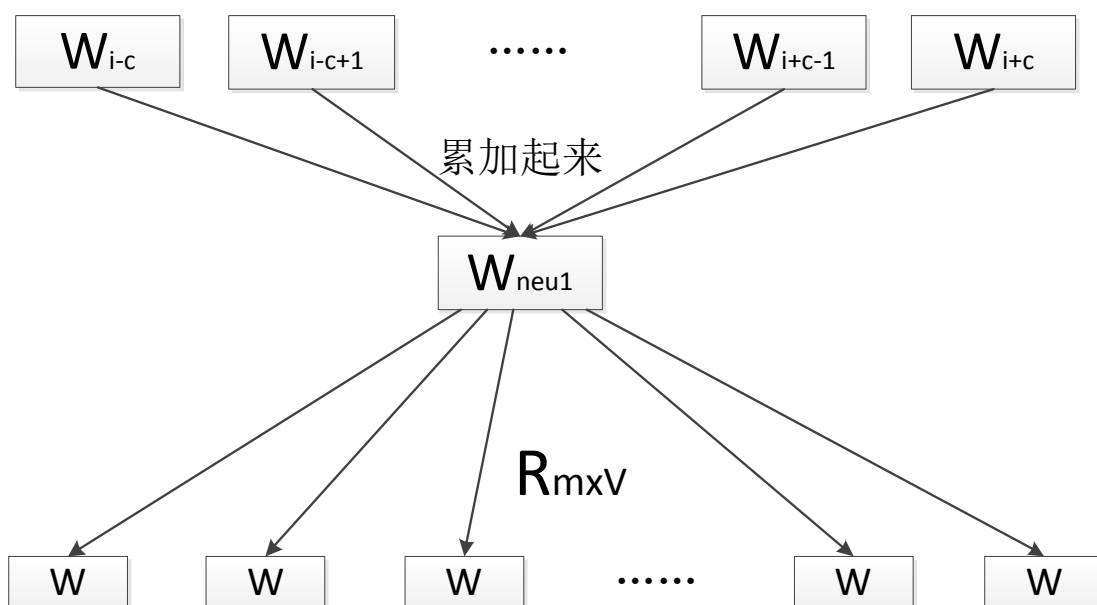 Wi-c Wi-c+1 …… Wi+c-1 Wi+c
累加起来
Wneu1
RmxV
W W W …… W W